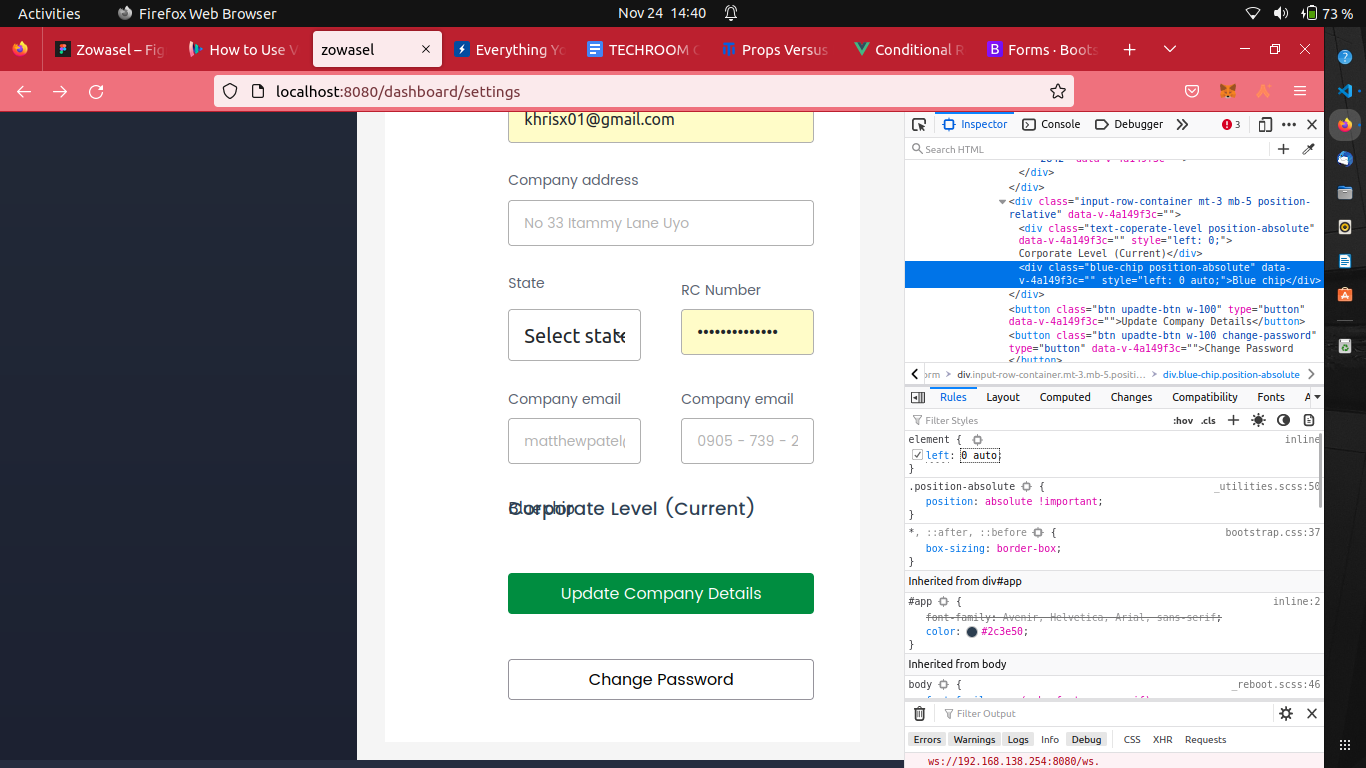 Activities
Firefox Web Browser
Nov 24 14:40
73 %
Zowasel – Fig
How to Use V
zowasel
Everything Yo
TECHROOM
Props Versus
Conditional R
Forms · Boots
localhost:8080/dashboard/settings
khrisx01@gmail.com
Company address
No 33 Itammy Lane Uyo
State
RC Number
Select state
••••••••••••••
Company email
Company email
matthewpatel(
0905 - 739 - 2
Corporate Level (Current)
Blue chip
Update Company Details
Change Password
Inspector
Console
Debugger
3
Search HTML
2842" data-v-4a149f3c="">
</div>
</div>
<div class="input-row-container mt-3 mb-5 position-
relative" data-v-4a149f3c="">
<div class="text-coperate-level position-absolute"
data-v-4a149f3c="" style="left: 0;">
Corporate Level (Current)</div>
<div class="blue-chip position-absolute" data-
v-4a149f3c="" style="left: 0 auto;">Blue chip</div>
</div>
<button class="btn upadte-btn w-100" type="button"
data-v-4a149f3c="">Update Company Details</button>
<button class="btn upadte-btn w-100 change-password"
type="button" data-v-4a149f3c="">Change Password
</button>
orm
div.input-row-container.mt-3.mb-5.positi…
div.blue-chip.position-absolute
Rules
Layout
Computed
Changes
Compatibility
Fonts
A
Filter Styles
:hov
.cls
element {
inline
left: 0 auto;
}
.position-absolute {
_utilities.scss:50
position: absolute !important;
}
*, ::after, ::before {
bootstrap.css:37
box-sizing: border-box;
}
Inherited from div#app
#app {
inline:2
font-family: Avenir, Helvetica, Arial, sans-serif;
color: #2c3e50;
}
Inherited from body
body {
_reboot.scss:46
Filter Output
Errors
Warnings
Logs
Info
Debug
CSS
XHR
Requests
ws://192.168.138.254:8080/ws.